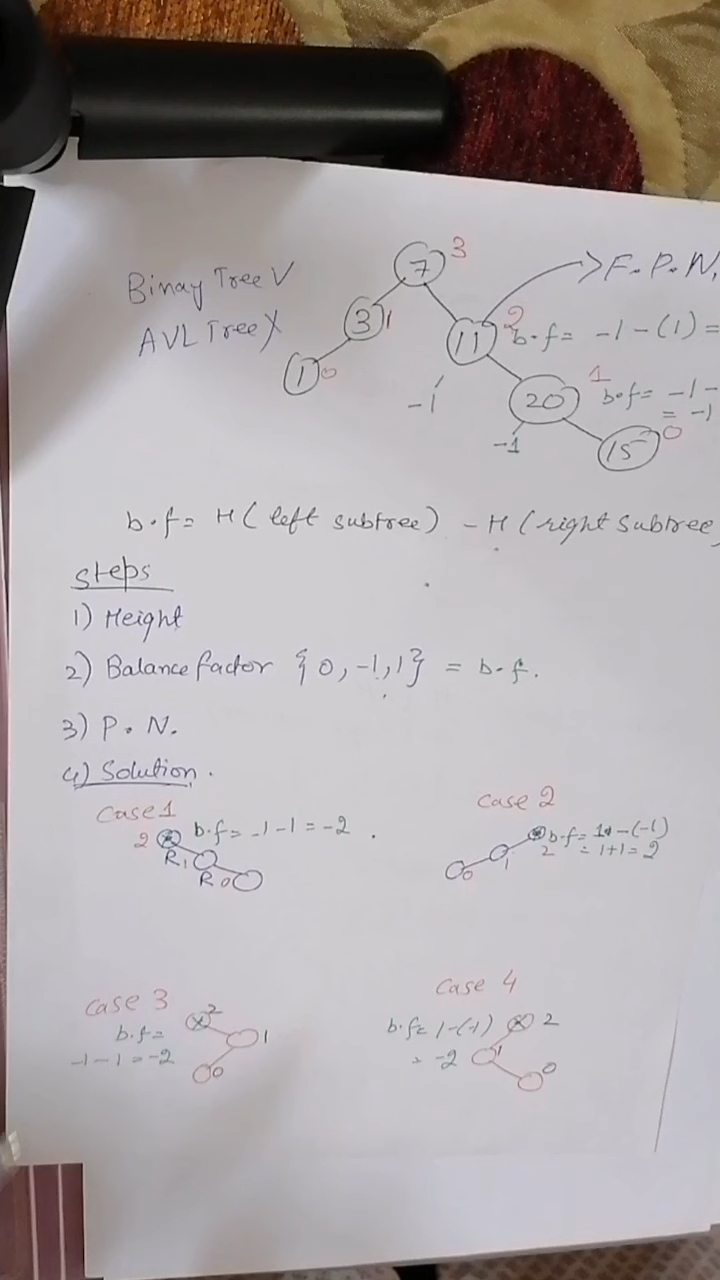 Binay Tree V
AVL Tree X
7 3
3 1
1 0
11 2
> F.P.N.
b.f = -1-(1) =
-1
20 1
b.f = -1-
= -1
-1
15 0
b.f = H(left subtree) - H(right subtree)
steps
1) Height
2) Balance factor {0,-1,1} = b.f.
3) P.N.
4) Solution.
Case 1
2 b.f = -1-1 = -2 .
R 1
R 0
Case 2
b.f = 1-(-1)
2 = 1+1 = 2
1
0
Case 3
2
b.f =
1
-1-1 = -2
0
Case 4
b.f = 1-(-1) 2
= -2 1
0